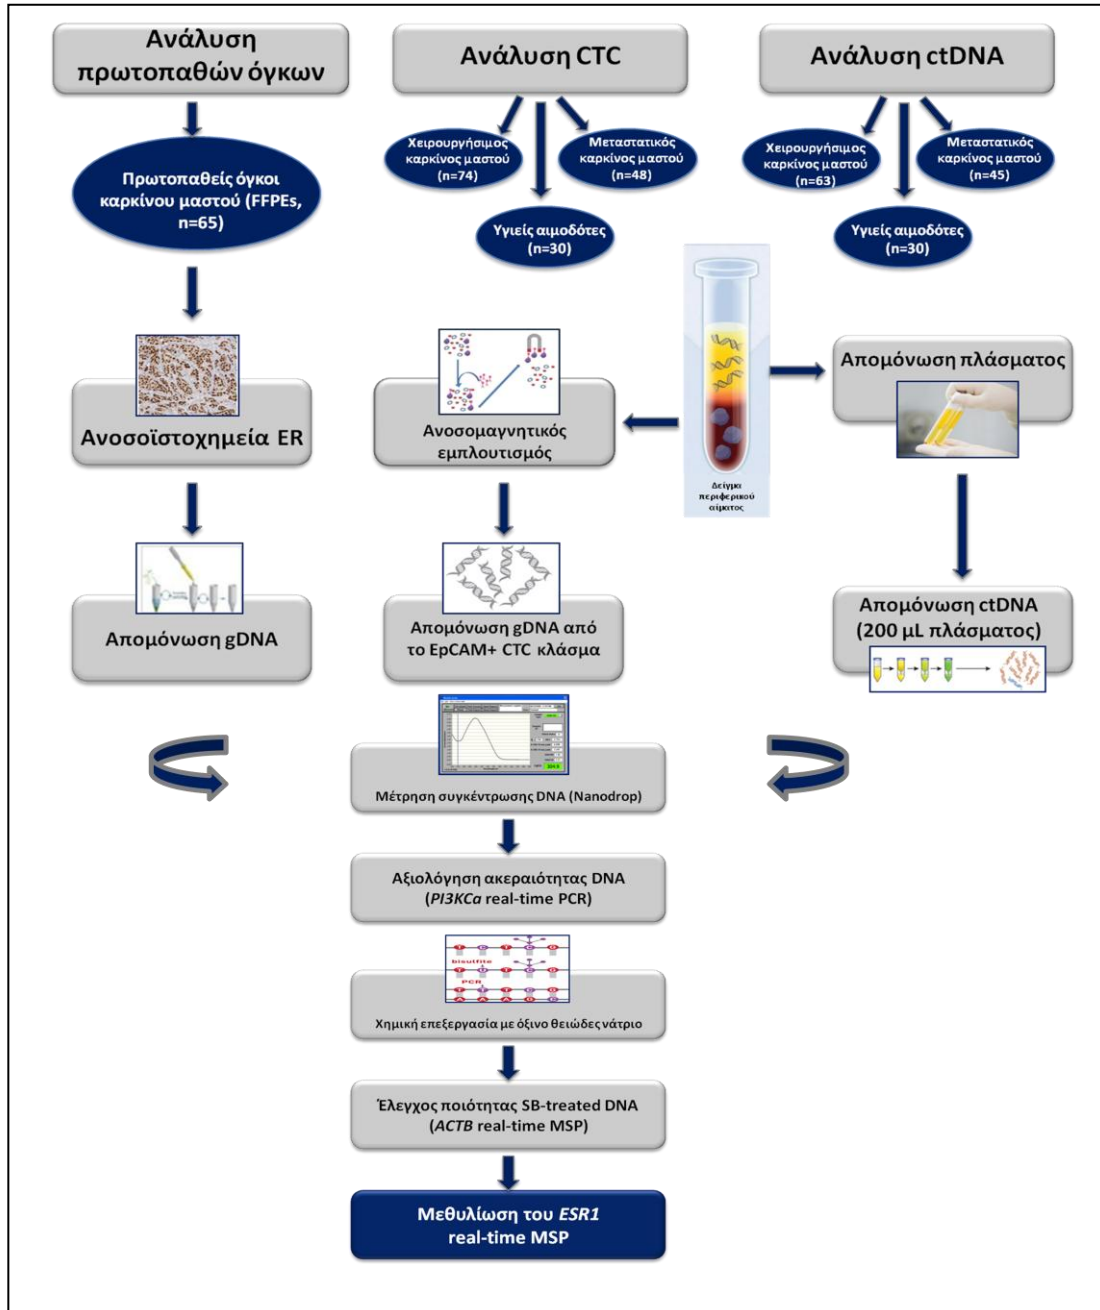 Ανάλυση
πρωτοπαθών όγκων
Πρωτοπαθείς όγκοι
καρκίνου μαστού (FFPEs,
n=65)
Ανοσοϊστοχημεία ER
Απομόνωση gDNA
Ανάλυση CTC
Χειρουργήσιμος
καρκίνος μαστού
(n=74)
Μεταστατικός
καρκίνος μαστού
(n=48)
Υγιείς αιμοδότες
(n=30)
Ανάλυση ctDNA
Χειρουργήσιμος
καρκίνος μαστού
(n=63)
Μεταστατικός
καρκίνος μαστού
(n=45)
Υγιείς αιμοδότες
(n=30)
Δείγμα
περιφερικού
αίματος
Ανοσομαγνητικός
εμπλουτισμός
Απομόνωση gDNA από
το EpCAM+ CTC κλάσμα
Απομόνωση πλάσματος
Απομόνωση ctDNA
(200 μL πλάσματος)
Μέτρηση συγκέντρωσης DNA (Nanodrop)
Αξιολόγηση ακεραιότητας DNA
(PI3KCa real-time PCR)
T C T C G
bisulfite
T U T C G
PCR
T T T C G
A A A G C
Χημική επεξεργασία με όξινο θειώδες νάτριο
Έλεγχος ποιότητας SB-treated DNA
(ACTB real-time MSP)
Μεθυλίωση του ESR1
real-time MSP